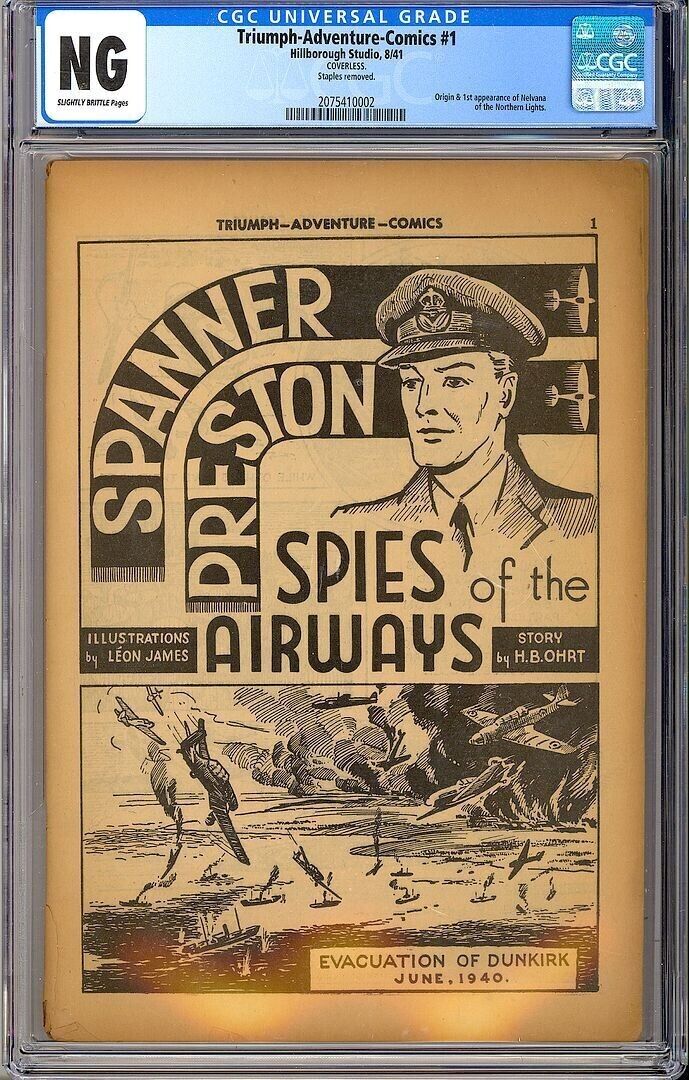 CGC UNIVERSAL GRADE
NG
SLIGHTLY BRITTLE Pages
Triumph-Adventure-Comics #1
Hillborough Studio, 8/41
COVERLESS.
Staples removed.
2075410002
Origin & 1st appearance of Nelvana
of the Northern Lights.
CGC
TRIUMPH-ADVENTURE-COMICS 1
SPANNER
PRESTON
SPIES of the
AIRWAYS
ILLUSTRATIONS
by LÉON JAMES
STORY
by H.B.OHRT
EVACUATION OF DUNKIRK
JUNE, 1940.